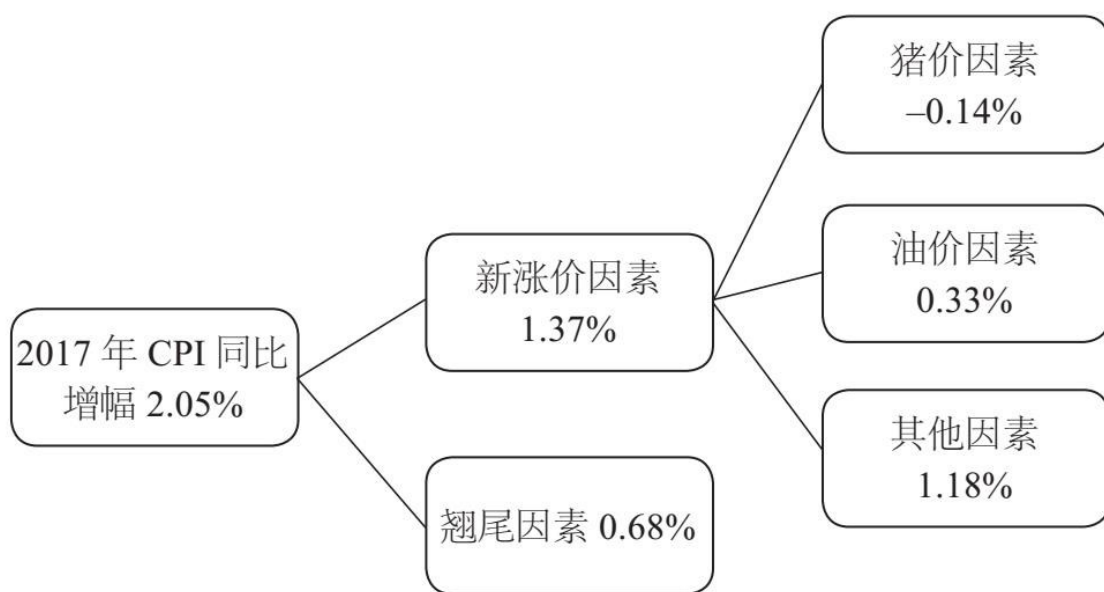 2017 年 CPI 同比
增幅 2.05%
新涨价因素
1.37%
翘尾因素 0.68%
猪价因素
–0.14%
油价因素
0.33%
其他因素
1.18%